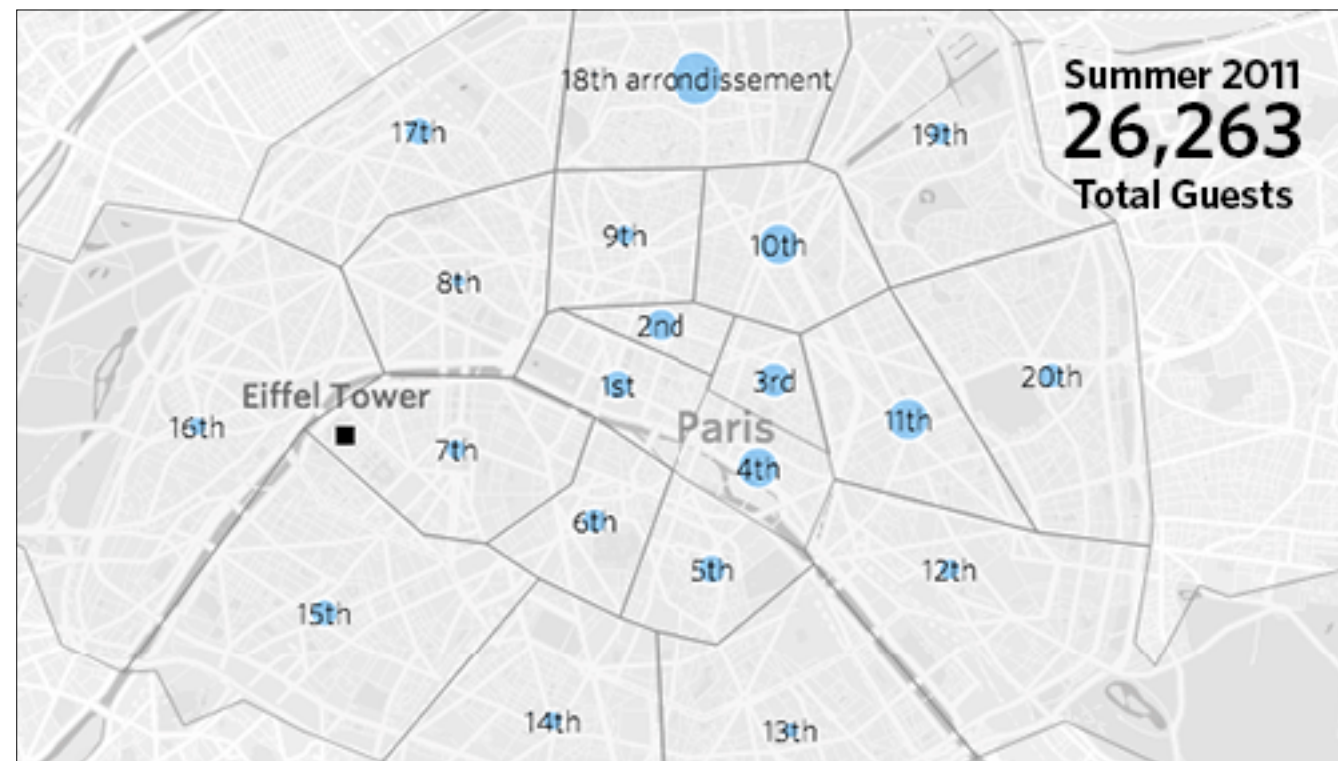 18th arrondissement
Summer 2011
26,263
Total Guests
17th
19th
9th
10th
8th
2nd
1st
3rd
20th
Eiffel Tower
16th
7th
Paris
11th
4th
6th
5th
12th
15th
14th
13th